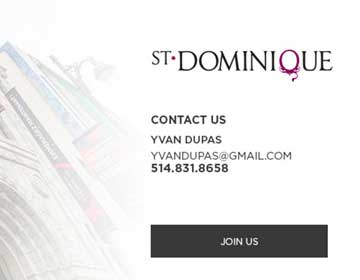 ST·DOMINIQUE
CONTACT US
YVAN DUPAS
YVANDUPAS@GMAIL.COM
514.831.8658
JOIN US